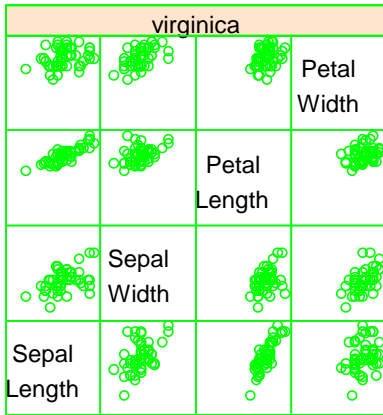 virginica
Petal
Width
Petal
Length
Sepal
Width
Sepal
Length